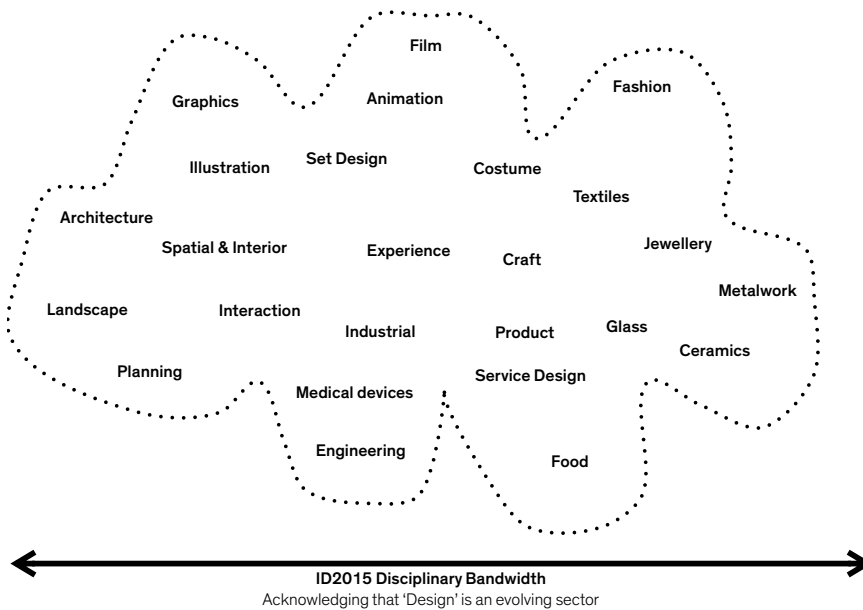 Film
Fashion
Animation
Graphics
Set Design
Illustration
Costume
Textiles
Architecture
Jewellery
Spatial & Interior
Experience
Craft
Metalwork
Landscape
Interaction
Glass
Industrial
Product
Ceramics
Planning
Service Design
Medical devices
Engineering
Food
ID2015 Disciplinary Bandwidth
Acknowledging that ‘Design’ is an evolving sector